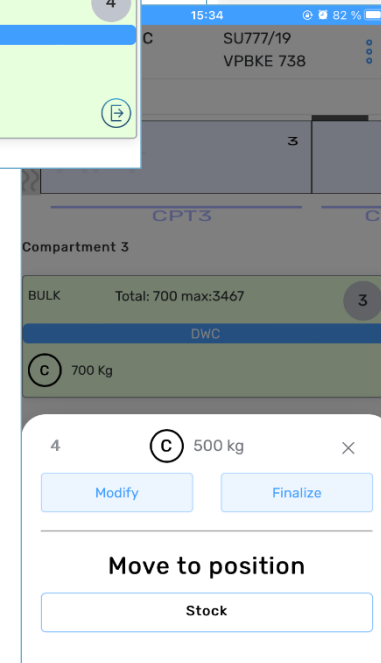 4
15:34
82 %
C
SU777/19
VPBKE 738
3
CPT3
C
Compartment 3
BULK
Total: 700 max:3467
3
DWC
C 700 Kg
4 C 500 kg
Modify Finalize
Move to position
Stock